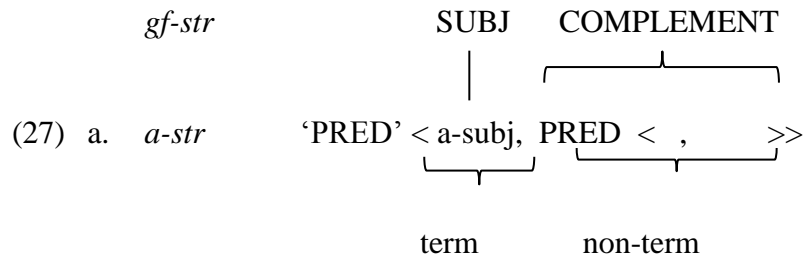 gf-str SUBJ COMPLEMENT
(27) a. a-str ‘PRED’ < a-subj, PRED < , >>
term non-term